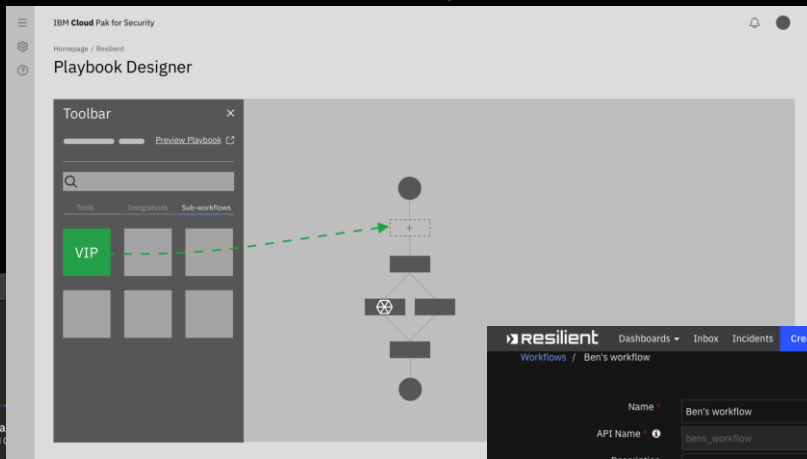 IBM Cloud Pak for Security
Homepage / Resilient
Playbook Designer
Toolbar
Preview Playbook
Tools Integrations Sub-workflows
VIP
Resilient Dashboards Inbox Incidents
Workflows / Ben's workflow
Name * Ben's workflow
API Name * bens_workflow
Description